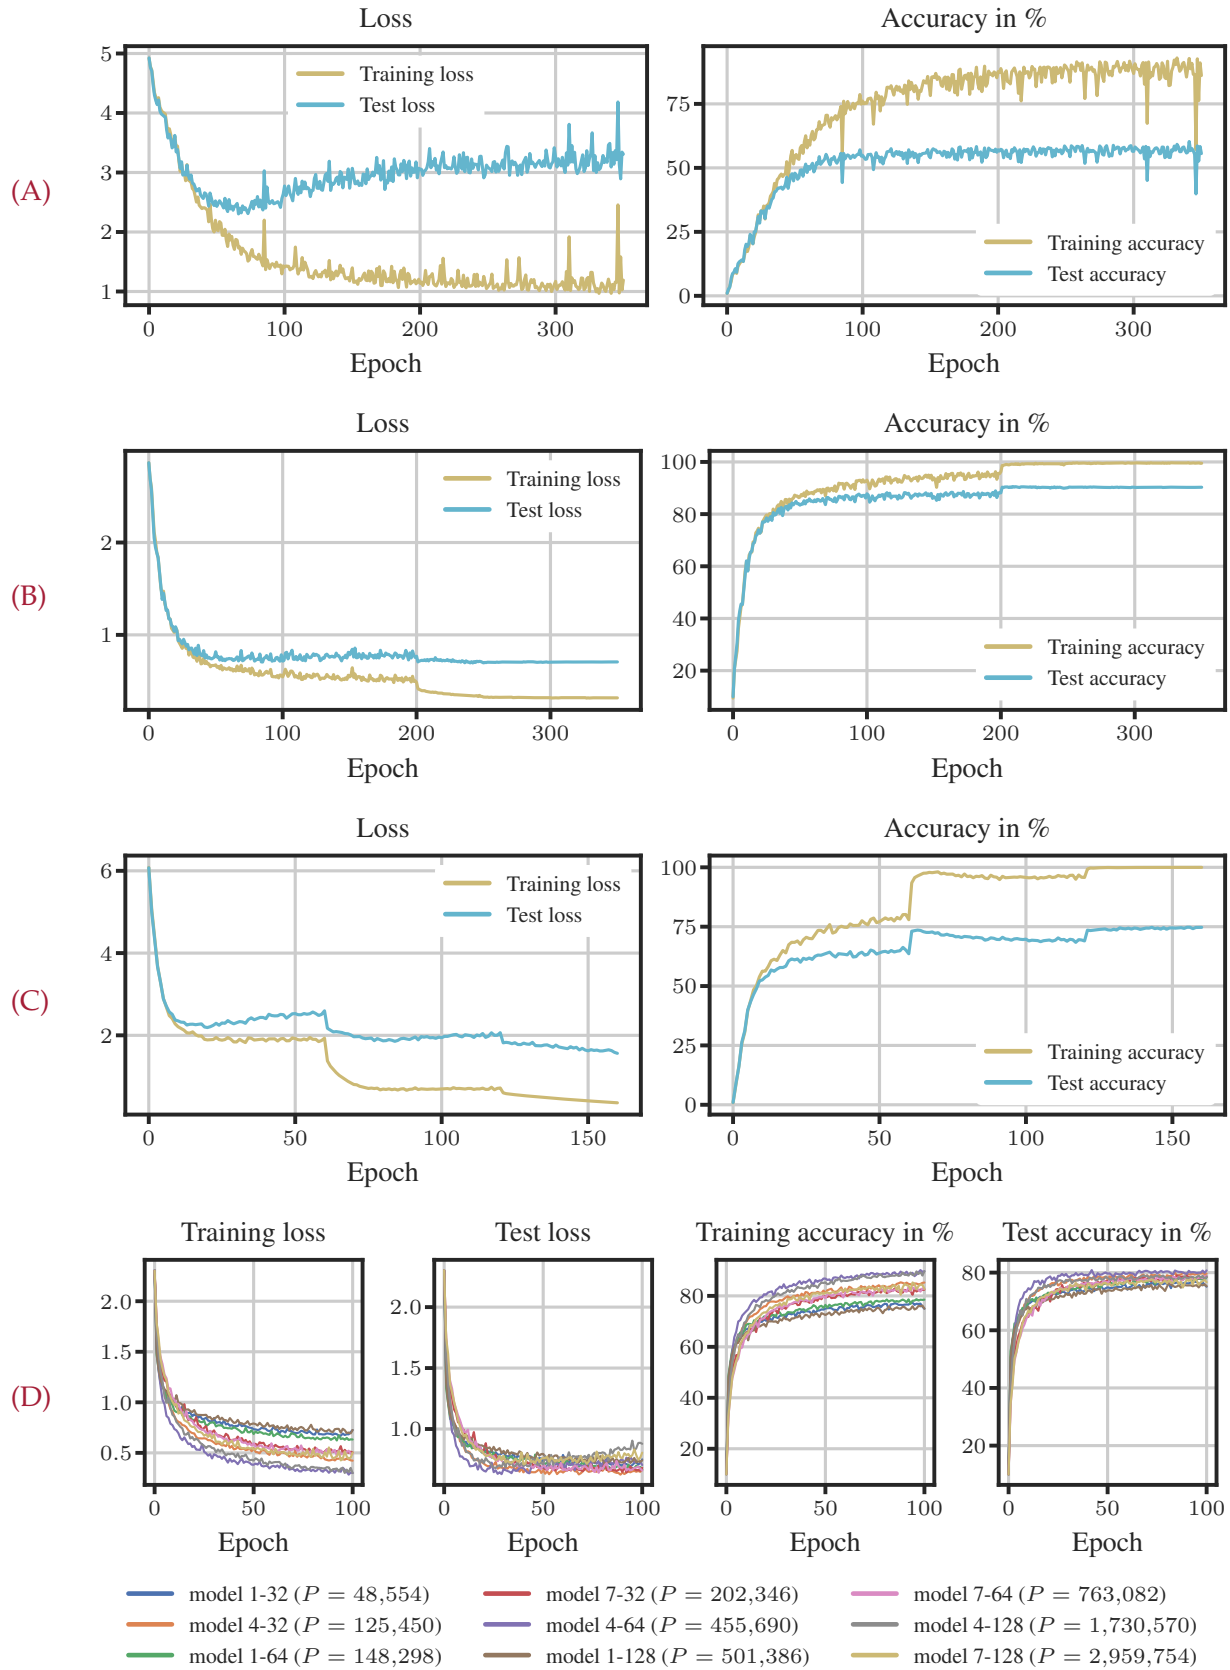 Loss Accuracy in %
(A)
5
4
3
2
1
Training loss
Test loss
0 100 200 300
Epoch
75
50
25
0
Training accuracy
Test accuracy
0 100 200 300
Epoch
Loss Accuracy in %
(B)
2
1
Training loss
Test loss
0 100 200 300
Epoch
100
80
60
40
20
Training accuracy
Test accuracy
0 100 200 300
Epoch
Loss Accuracy in %
(C)
6
4
2
Training loss
Test loss
0 50 100 150
Epoch
100
75
50
25
0
Training accuracy
Test accuracy
0 50 100 150
Epoch
Training loss Test loss Training accuracy in % Test accuracy in %
(D)
2.0
1.5
1.0
0.5
0 50 100
Epoch
2.0
1.5
1.0
0 50 100
Epoch
80
60
40
20
0 50 100
Epoch
80
60
40
20
0 50 100
Epoch
model 1-32 (P = 48,554) model 7-32 (P = 202,346) model 7-64 (P = 763,082)
model 4-32 (P = 125,450) model 4-64 (P = 455,690) model 4-128 (P = 1,730,570)
model 1-64 (P = 148,298) model 1-128 (P = 501,386) model 7-128 (P = 2,959,754)